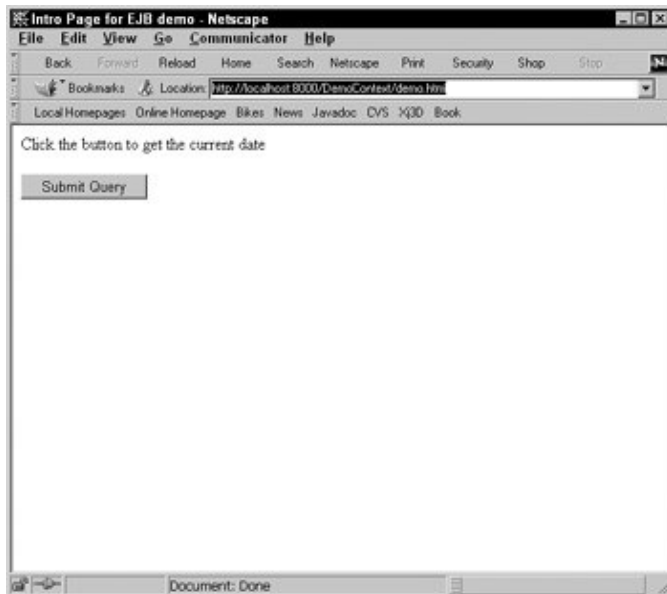 Intro Page for EJB demo - Netscape
File Edit View Go Communicator Help
Back Forward Reload Home Search Netscape Print Security Shop Stop N
Bookmarks Location: http://localhost:8000/DemoContext/demo.html
Local Homepages Online Homepage Bikes News Javadoc CVS Xj3D Book
Click the button to get the current date
Submit Query
Document: Done